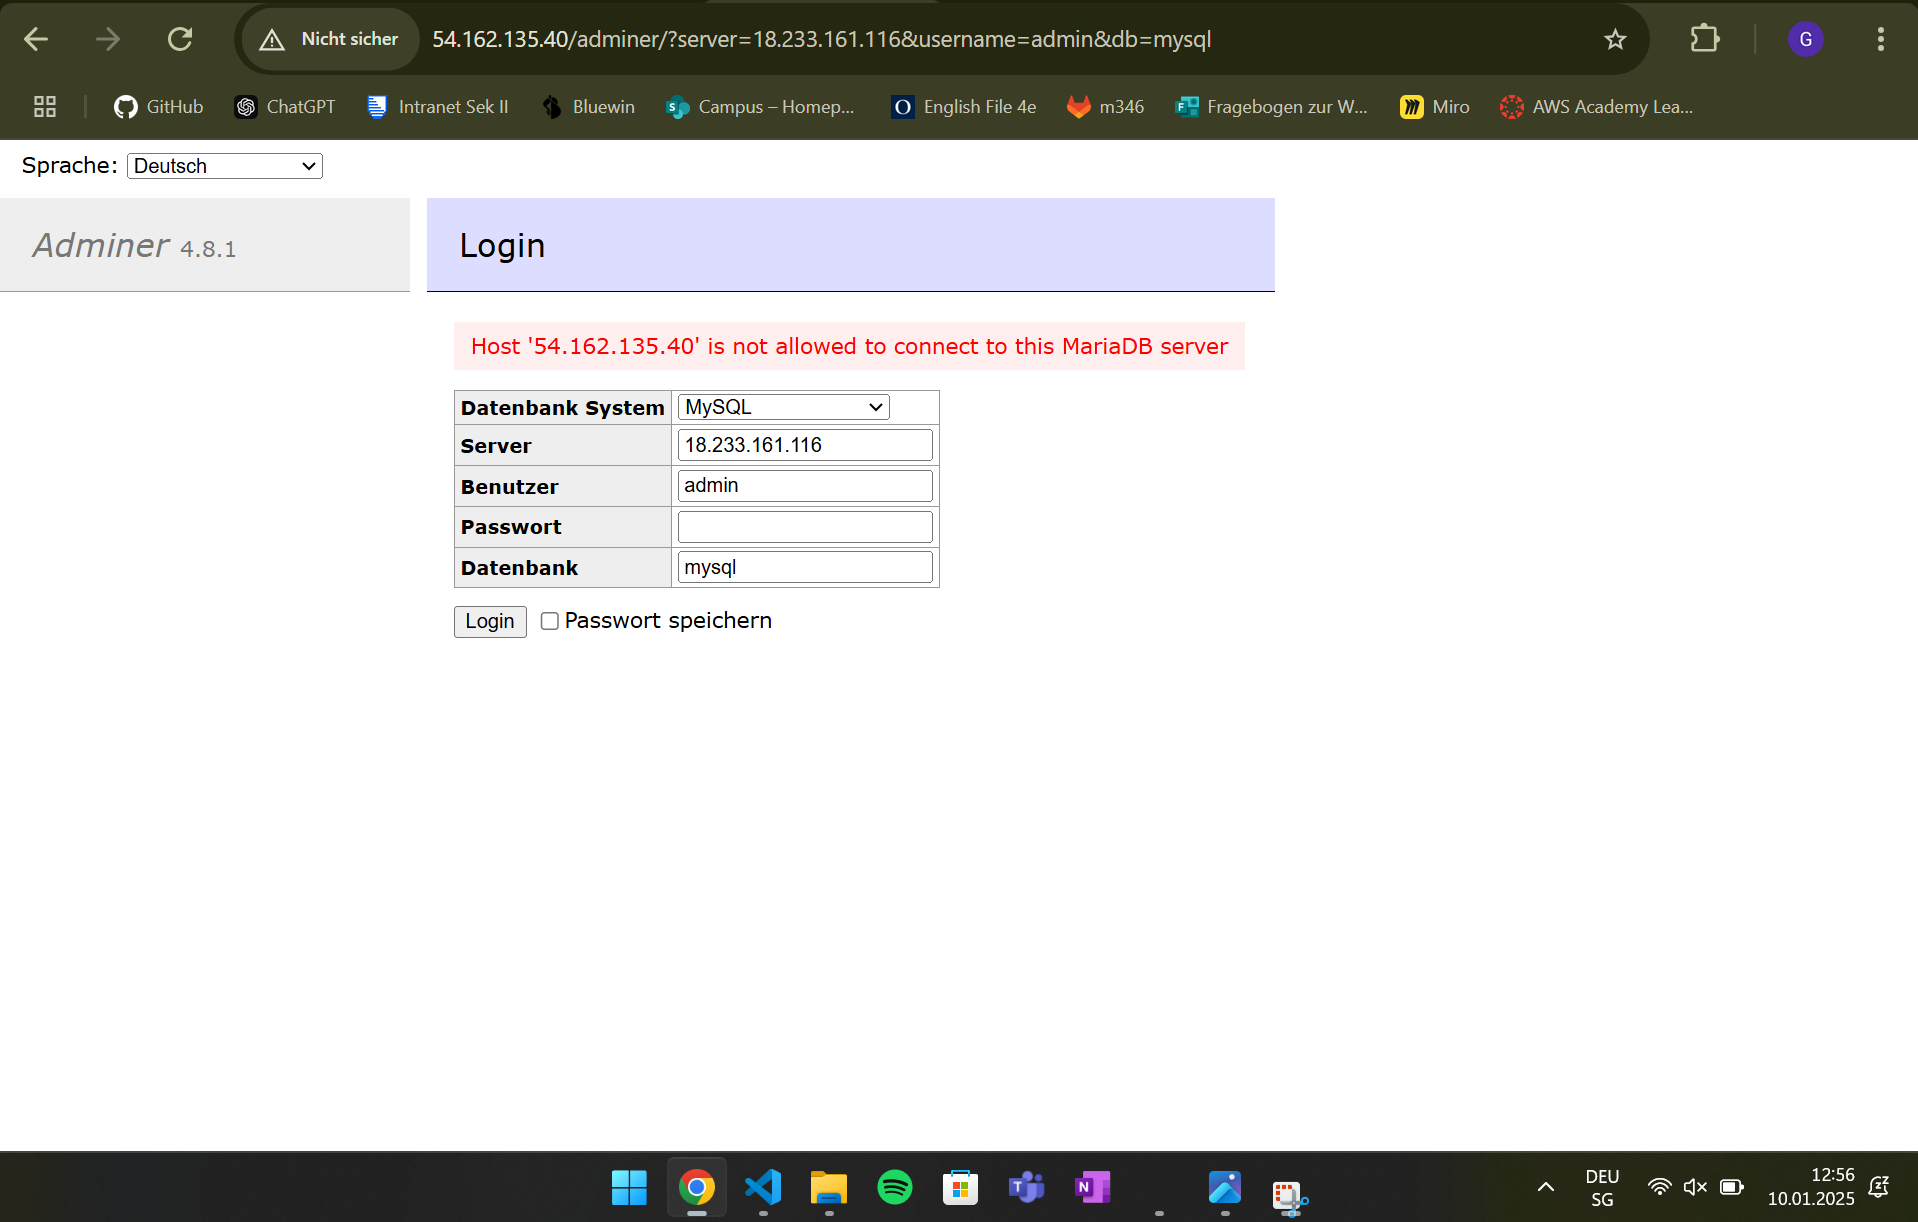 Nicht sicher 54.162.135.40/adminer/?server=18.233.161.116&username=admin&db=mysql G
GitHub ChatGPT Intranet Sek II Bluewin Campus – Homep... English File 4e m346 Fragebogen zur W... Miro AWS Academy Lea...
Sprache: Deutsch
Adminer 4.8.1
Login
Host '54.162.135.40' is not allowed to connect to this MariaDB server
Datenbank System MySQL
Server 18.233.161.116
Benutzer admin
Passwort
Datenbank mysql
Login Passwort speichern
DEU
SG
12:56
10.01.2025